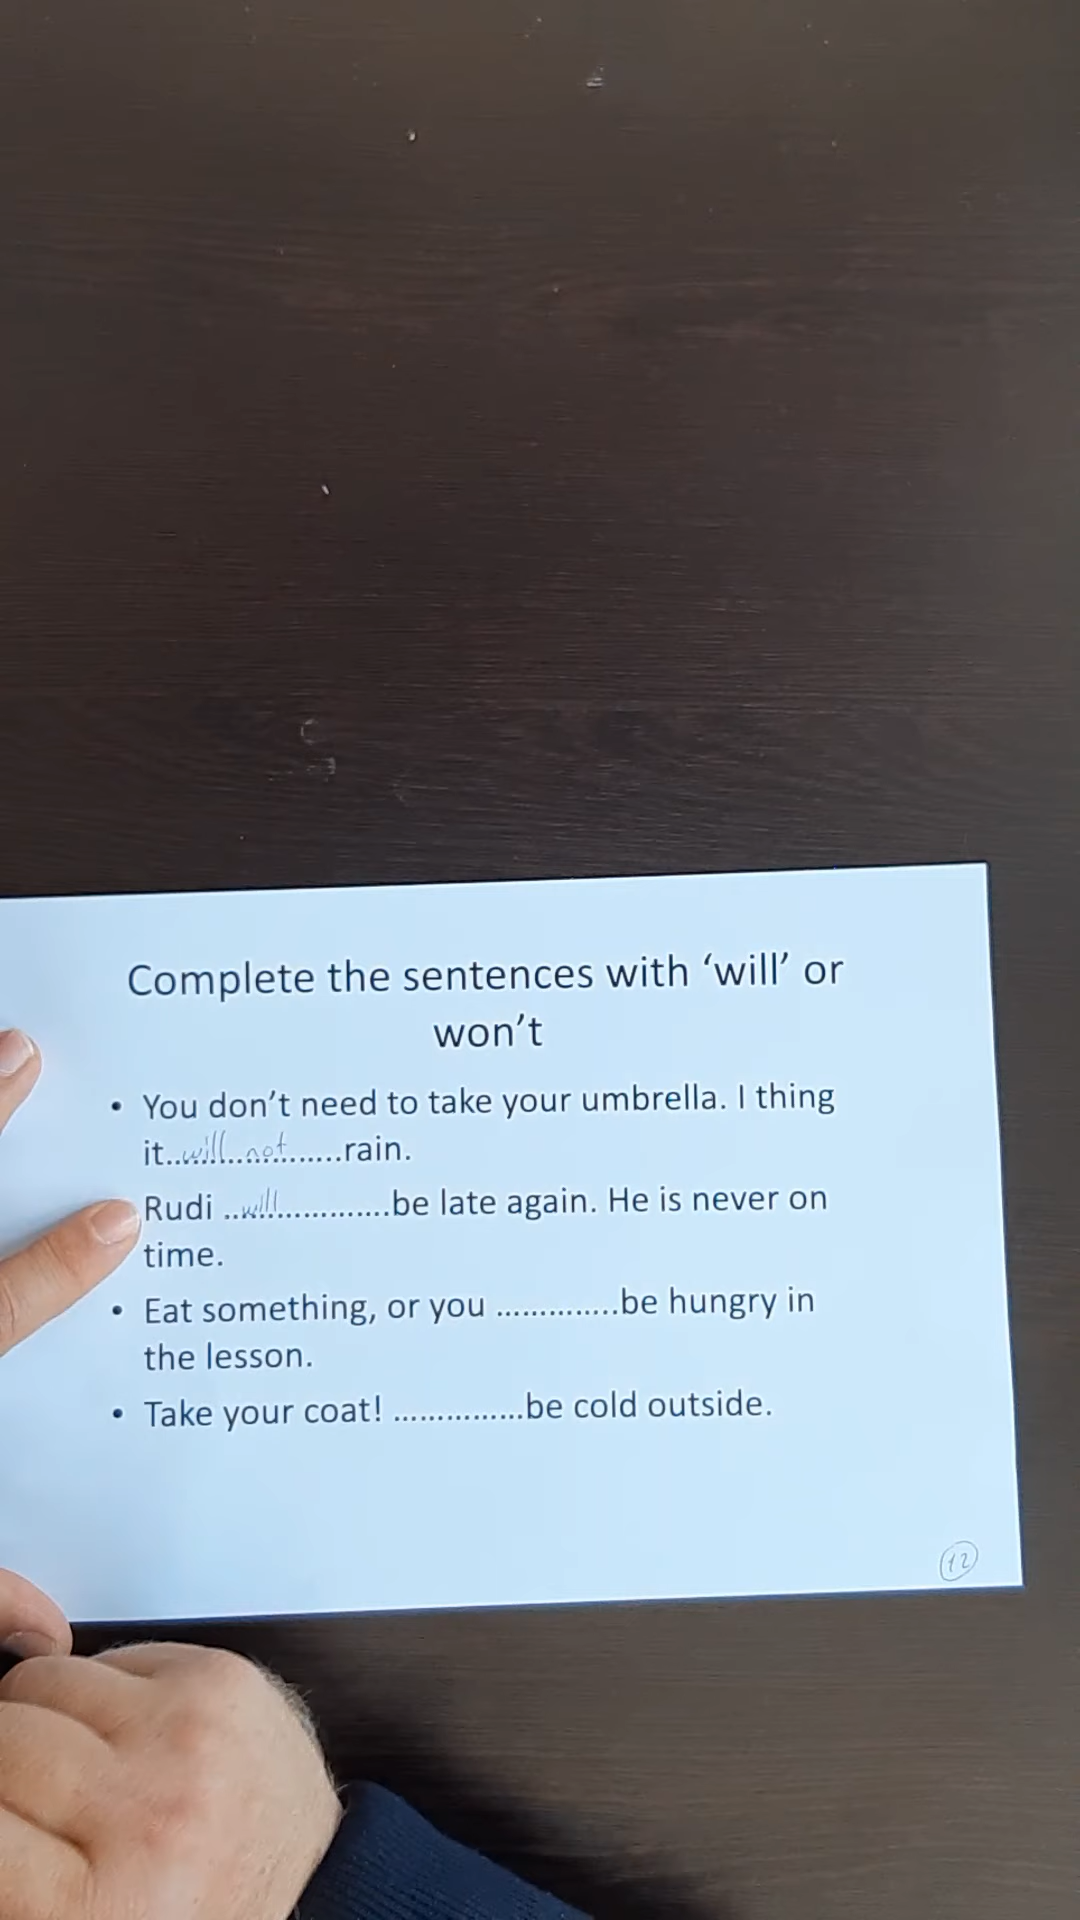 Complete the sentences with ‘will’ or
won’t
• You don’t need to take your umbrella. I thing
it..will..not......rain.
Rudi ..will..............be late again. He is never on
time.
• Eat something, or you ..............be hungry in
the lesson.
• Take your coat! ...............be cold outside.
12